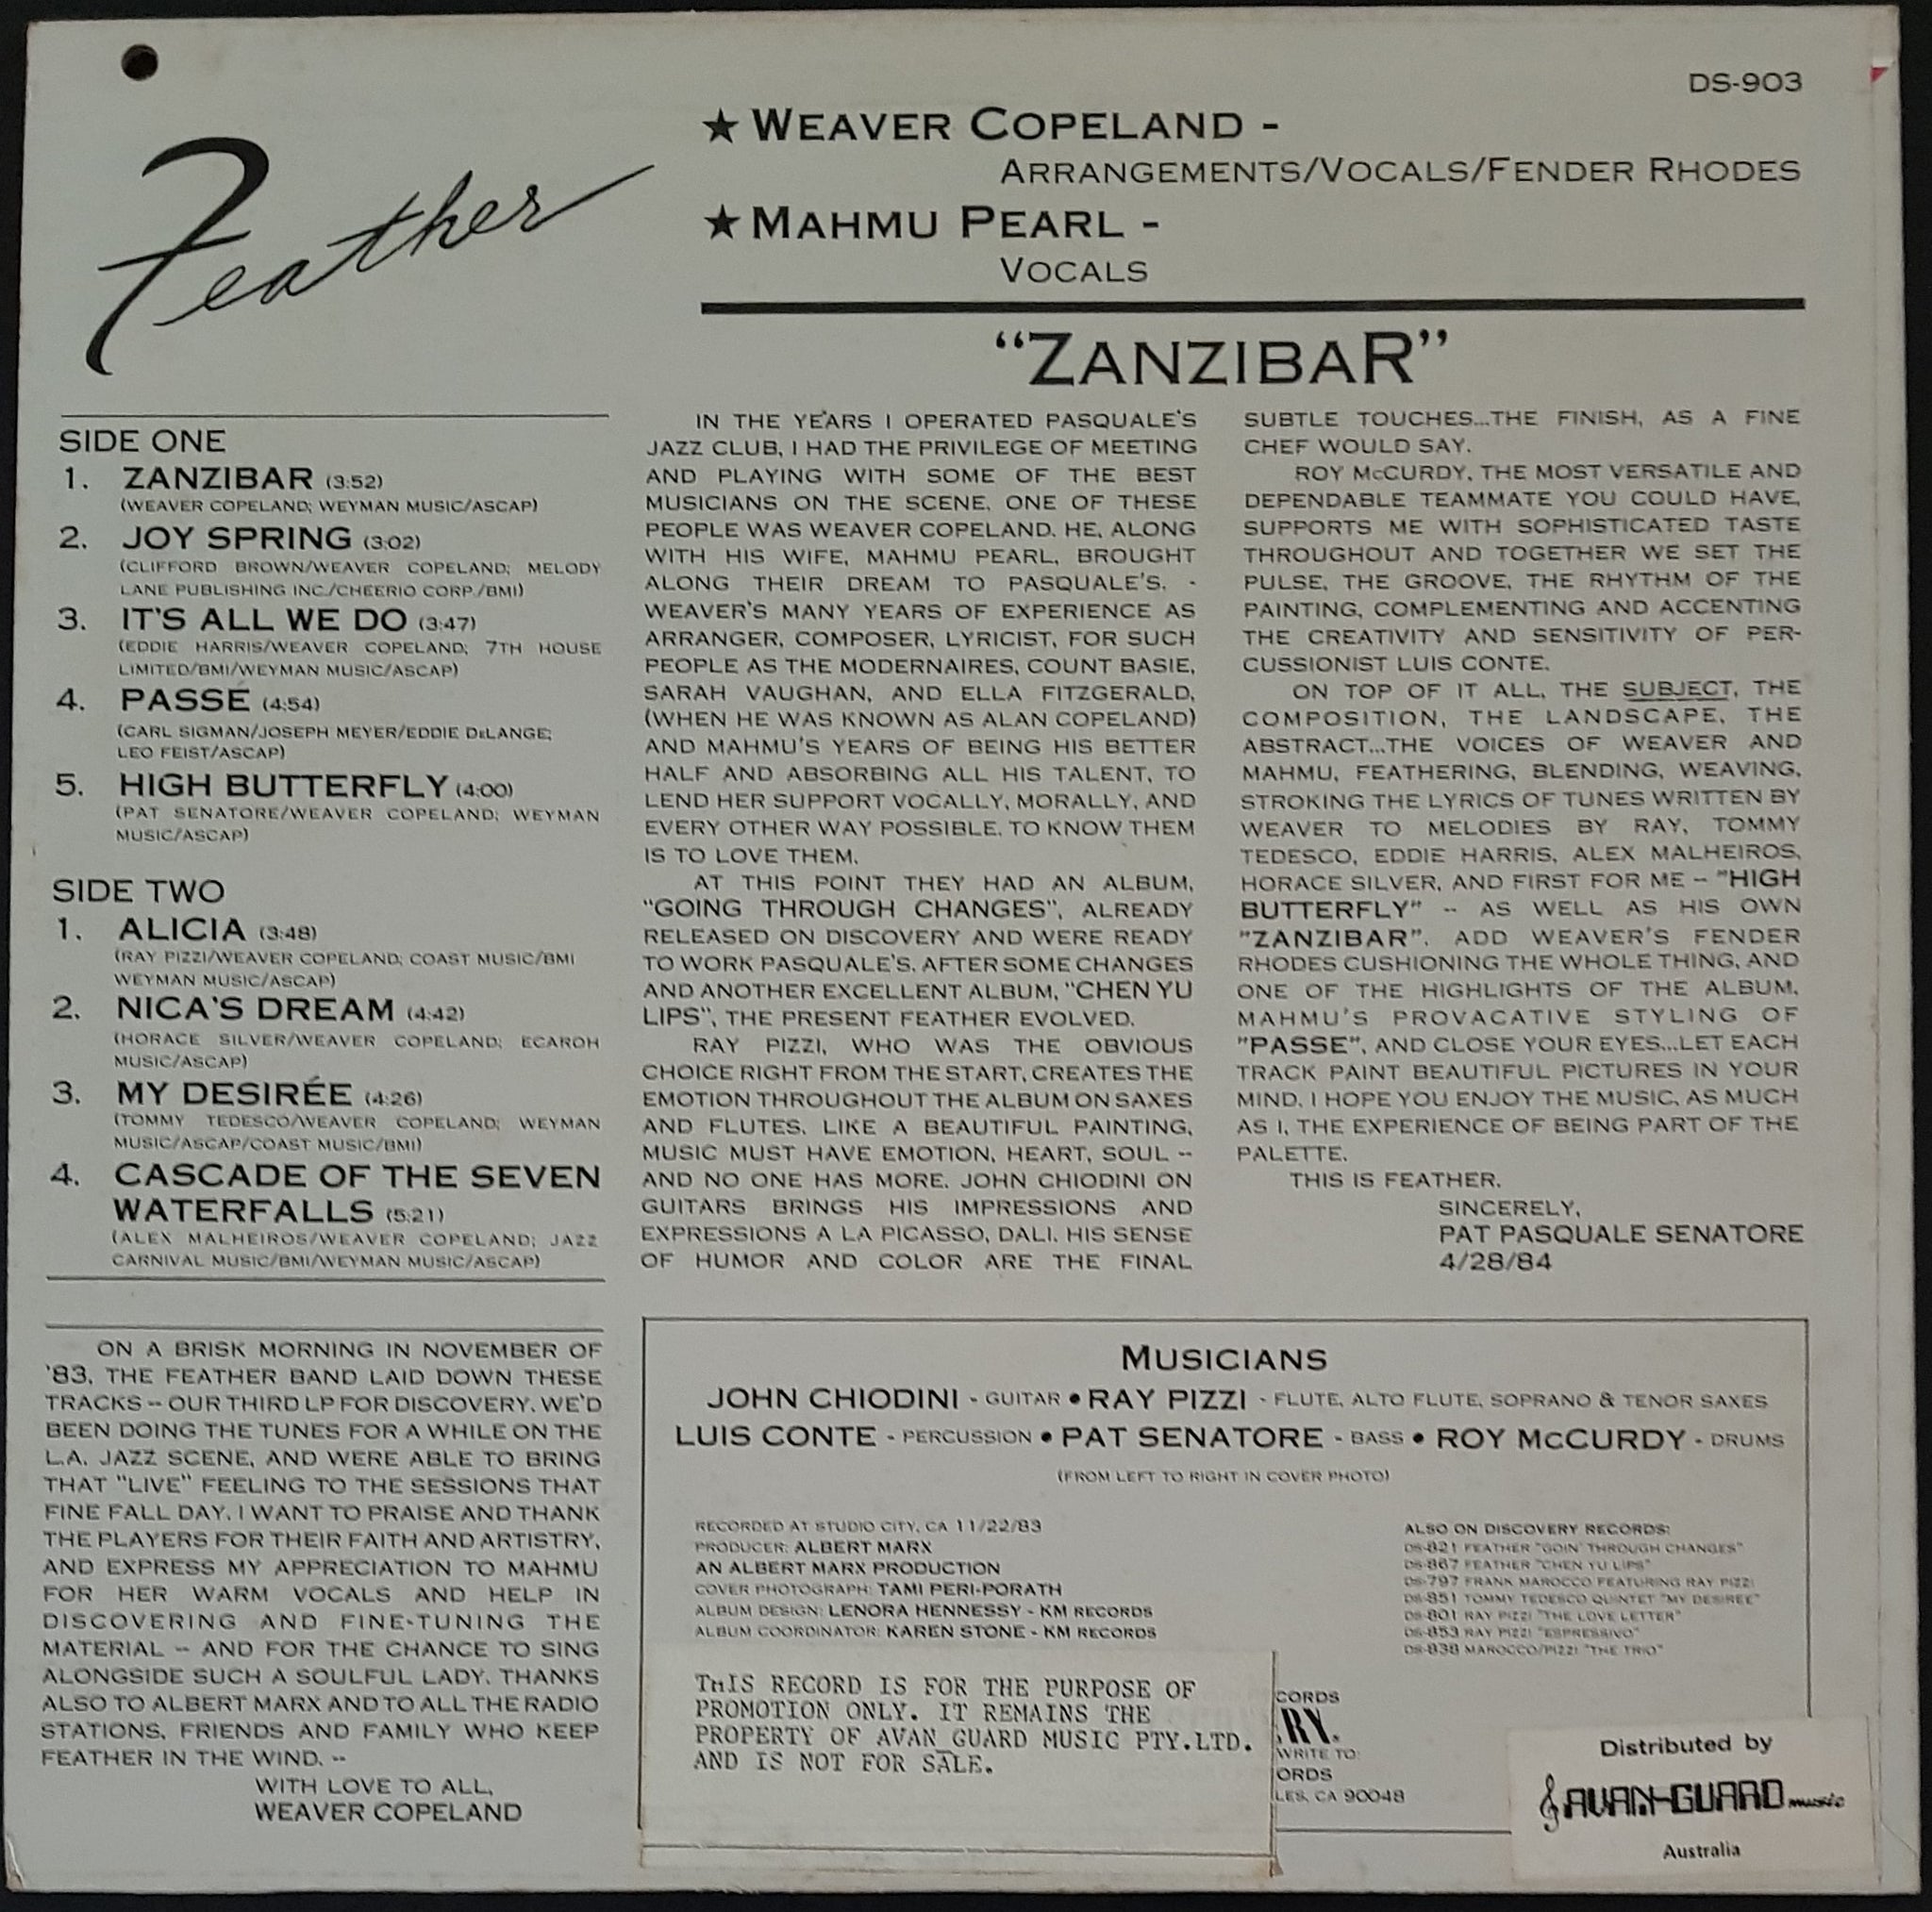 DS-903
Feather
★ WEAVER COPELAND -
ARRANGEMENTS/VOCALS/FENDER RHODES
★ MAHMU PEARL -
VOCALS
"ZANZIBAR"
SIDE ONE
1. ZANZIBAR (3:52)
(WEAVER COPELAND; WEYMAN MUSIC/ASCAP)
2. JOY SPRING (3:02)
(CLIFFORD BROWN/WEAVER COPELAND; MELODY
LANE PUBLISHING INC./CHEERIO CORP./BMI)
3. IT'S ALL WE DO (3:47)
(EDDIE HARRIS/WEAVER COPELAND; 7TH HOUSE
LIMITED/BMI/WEYMAN MUSIC/ASCAP)
4. PASSÉ (4:54)
(CARL SIGMAN/JOSEPH MEYER/EDDIE DELANGE;
LEO FEIST/ASCAP)
5. HIGH BUTTERFLY (4:00)
(PAT SENATORE/WEAVER COPELAND; WEYMAN
MUSIC/ASCAP)
SIDE TWO
1. ALICIA (3:48)
(RAY PIZZI/WEAVER COPELAND; COAST MUSIC/BMI
WEYMAN MUSIC/ASCAP)
2. NICA'S DREAM (4:42)
(HORACE SILVER/WEAVER COPELAND; ECAROH
MUSIC/ASCAP)
3. MY DESIRÉE (4:26)
(TOMMY TEDESCO/WEAVER COPELAND; WEYMAN
MUSIC/ASCAP/COAST MUSIC/BMI)
4. CASCADE OF THE SEVEN
WATERFALLS (5:21)
(ALEX MALHEIROS/WEAVER COPELAND; JAZZ
CARNIVAL MUSIC/BMI/WEYMAN MUSIC/ASCAP)
ON A BRISK MORNING IN NOVEMBER OF
'83, THE FEATHER BAND LAID DOWN THESE
TRACKS -- OUR THIRD LP FOR DISCOVERY. WE'D
BEEN DOING THE TUNES FOR A WHILE ON THE
L.A. JAZZ SCENE, AND WERE ABLE TO BRING
THAT "LIVE" FEELING TO THE SESSIONS THAT
FINE FALL DAY. I WANT TO PRAISE AND THANK
THE PLAYERS FOR THEIR FAITH AND ARTISTRY,
AND EXPRESS MY APPRECIATION TO MAHMU
FOR HER WARM VOCALS AND HELP IN
DISCOVERING AND FINE-TUNING THE
MATERIAL -- AND FOR THE CHANCE TO SING
ALONGSIDE SUCH A SOULFUL LADY. THANKS
ALSO TO ALBERT MARX AND TO ALL THE RADIO
STATIONS, FRIENDS AND FAMILY WHO KEEP
FEATHER IN THE WIND. --
WITH LOVE TO ALL,
WEAVER COPELAND
IN THE YEARS I OPERATED PASQUALE'S
JAZZ CLUB, I HAD THE PRIVILEGE OF MEETING
AND PLAYING WITH SOME OF THE BEST
MUSICIANS ON THE SCENE. ONE OF THESE
PEOPLE WAS WEAVER COPELAND. HE, ALONG
WITH HIS WIFE, MAHMU PEARL, BROUGHT
ALONG THEIR DREAM TO PASQUALE'S. -
WEAVER'S MANY YEARS OF EXPERIENCE AS
ARRANGER, COMPOSER, LYRICIST, FOR SUCH
PEOPLE AS THE MODERNAIRES, COUNT BASIE,
SARAH VAUGHAN, AND ELLA FITZGERALD,
(WHEN HE WAS KNOWN AS ALAN COPELAND)
AND MAHMU'S YEARS OF BEING HIS BETTER
HALF AND ABSORBING ALL HIS TALENT, TO
LEND HER SUPPORT VOCALLY, MORALLY, AND
EVERY OTHER WAY POSSIBLE. TO KNOW THEM
IS TO LOVE THEM.
AT THIS POINT THEY HAD AN ALBUM,
"GOING THROUGH CHANGES", ALREADY
RELEASED ON DISCOVERY AND WERE READY
TO WORK PASQUALE'S. AFTER SOME CHANGES
AND ANOTHER EXCELLENT ALBUM, "CHEN YU
LIPS", THE PRESENT FEATHER EVOLVED.
RAY PIZZI, WHO WAS THE OBVIOUS
CHOICE RIGHT FROM THE START, CREATES THE
EMOTION THROUGHOUT THE ALBUM ON SAXES
AND FLUTES. LIKE A BEAUTIFUL PAINTING,
MUSIC MUST HAVE EMOTION, HEART, SOUL --
AND NO ONE HAS MORE. JOHN CHIODINI ON
GUITARS BRINGS HIS IMPRESSIONS AND
EXPRESSIONS A LA PICASSO, DALI. HIS SENSE
OF HUMOR AND COLOR ARE THE FINAL
SUBTLE TOUCHES...THE FINISH, AS A FINE
CHEF WOULD SAY.
ROY McCURDY, THE MOST VERSATILE AND
DEPENDABLE TEAMMATE YOU COULD HAVE,
SUPPORTS ME WITH SOPHISTICATED TASTE
THROUGHOUT AND TOGETHER WE SET THE
PULSE, THE GROOVE, THE RHYTHM OF THE
PAINTING, COMPLEMENTING AND ACCENTING
THE CREATIVITY AND SENSITIVITY OF PER-
CUSSIONIST LUIS CONTE.
ON TOP OF IT ALL, THE SUBJECT, THE
COMPOSITION, THE LANDSCAPE, THE
ABSTRACT...THE VOICES OF WEAVER AND
MAHMU, FEATHERING, BLENDING, WEAVING,
STROKING THE LYRICS OF TUNES WRITTEN BY
WEAVER TO MELODIES BY RAY, TOMMY
TEDESCO, EDDIE HARRIS, ALEX MALHEIROS,
HORACE SILVER, AND FIRST FOR ME -- "HIGH
BUTTERFLY" -- AS WELL AS HIS OWN
"ZANZIBAR". ADD WEAVER'S FENDER
RHODES CUSHIONING THE WHOLE THING, AND
ONE OF THE HIGHLIGHTS OF THE ALBUM,
MAHMU'S PROVACATIVE STYLING OF
"PASSE", AND CLOSE YOUR EYES...LET EACH
TRACK PAINT BEAUTIFUL PICTURES IN YOUR
MIND. I HOPE YOU ENJOY THE MUSIC, AS MUCH
AS I, THE EXPERIENCE OF BEING PART OF THE
PALETTE.
THIS IS FEATHER.
SINCERELY,
PAT PASQUALE SENATORE
4/28/84
MUSICIANS
JOHN CHIODINI - GUITAR • RAY PIZZI - FLUTE, ALTO FLUTE, SOPRANO & TENOR SAXES
LUIS CONTE - PERCUSSION • PAT SENATORE - BASS • ROY McCURDY - DRUMS
(FROM LEFT TO RIGHT IN COVER PHOTO)
RECORDED AT STUDIO CITY, CA 11/22/83
PRODUCER: ALBERT MARX
AN ALBERT MARX PRODUCTION
COVER PHOTOGRAPH: TAMI PERI-PORATH
ALBUM DESIGN: LENORA HENNESSY - KM RECORDS
ALBUM COORDINATOR: KAREN STONE - KM RECORDS
ALSO ON DISCOVERY RECORDS:
DS-821 FEATHER "GOIN' THROUGH CHANGES"
DS-867 FEATHER "CHEN YU LIPS"
DS-797 FRANK MAROCCO FEATURING RAY PIZZI
DS-851 TOMMY TEDESCO QUINTET "MY DESIREE"
DS-801 RAY PIZZI "THE LOVE LETTER"
DS-853 RAY PIZZI "ESPRESSIVO"
DS-838 MAROCCO/PIZZI "THE TRIO"
THIS RECORD IS FOR THE PURPOSE OF
PROMOTION ONLY. IT REMAINS THE
PROPERTY OF AVAN_GUARD MUSIC PTY.LTD.
AND IS NOT FOR SALE.
CORDS
RY.
WRITE TO:
ORDS
LES, CA 90048
Distributed by
AVAN-GUARD music
Australia